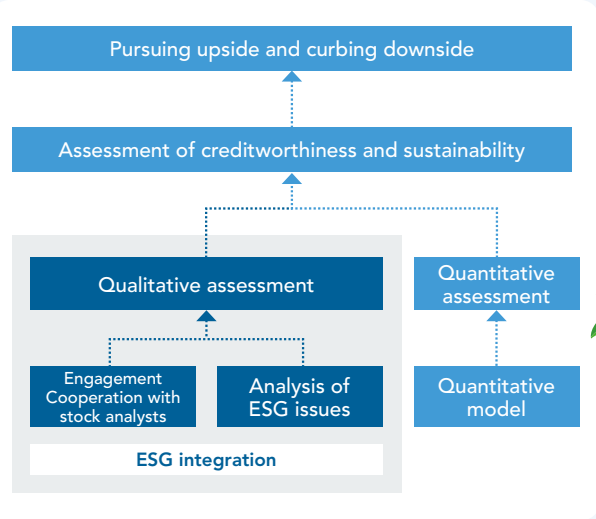 Pursuing upside and curbing downside
Assessment of creditworthiness and sustainability
Qualitative assessment
Quantitative
assessment
Engagement
Cooperation with
stock analysts
Analysis of
ESG issues
Quantitative
model
ESG integration